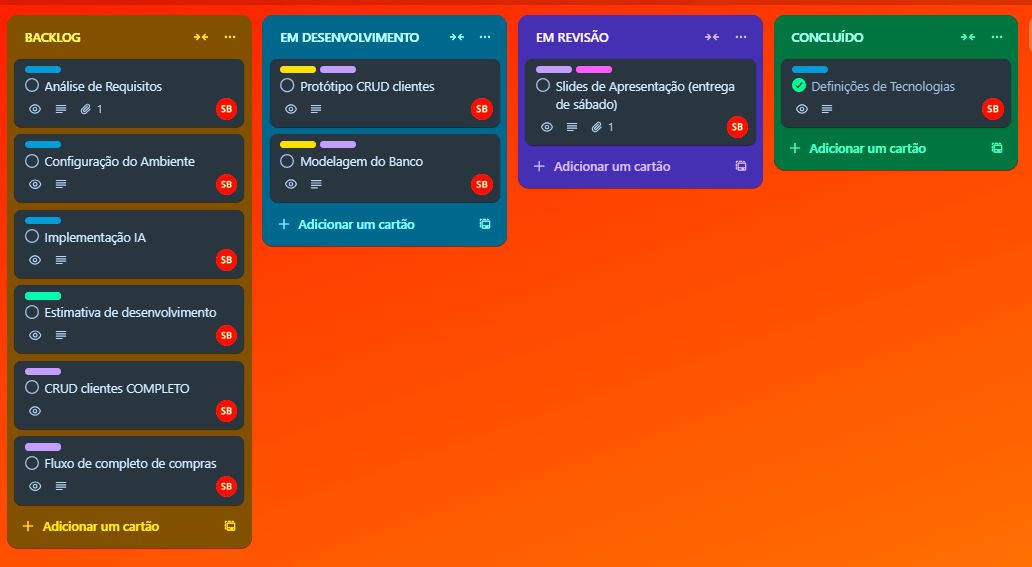 BACKLOG
Análise de Requisitos
1
SB
Configuração do Ambiente
SB
Implementação IA
SB
Estimativa de desenvolvimento
SB
CRUD clientes COMPLETO
SB
Fluxo de completo de compras
SB
Adicionar um cartão
EM DESENVOLVIMENTO
Protótipo CRUD clientes
SB
Modelagem do Banco
SB
Adicionar um cartão
EM REVISÃO
Slides de Apresentação (entrega
de sábado)
1
SB
Adicionar um cartão
CONCLUÍDO
Definições de Tecnologias
SB
Adicionar um cartão